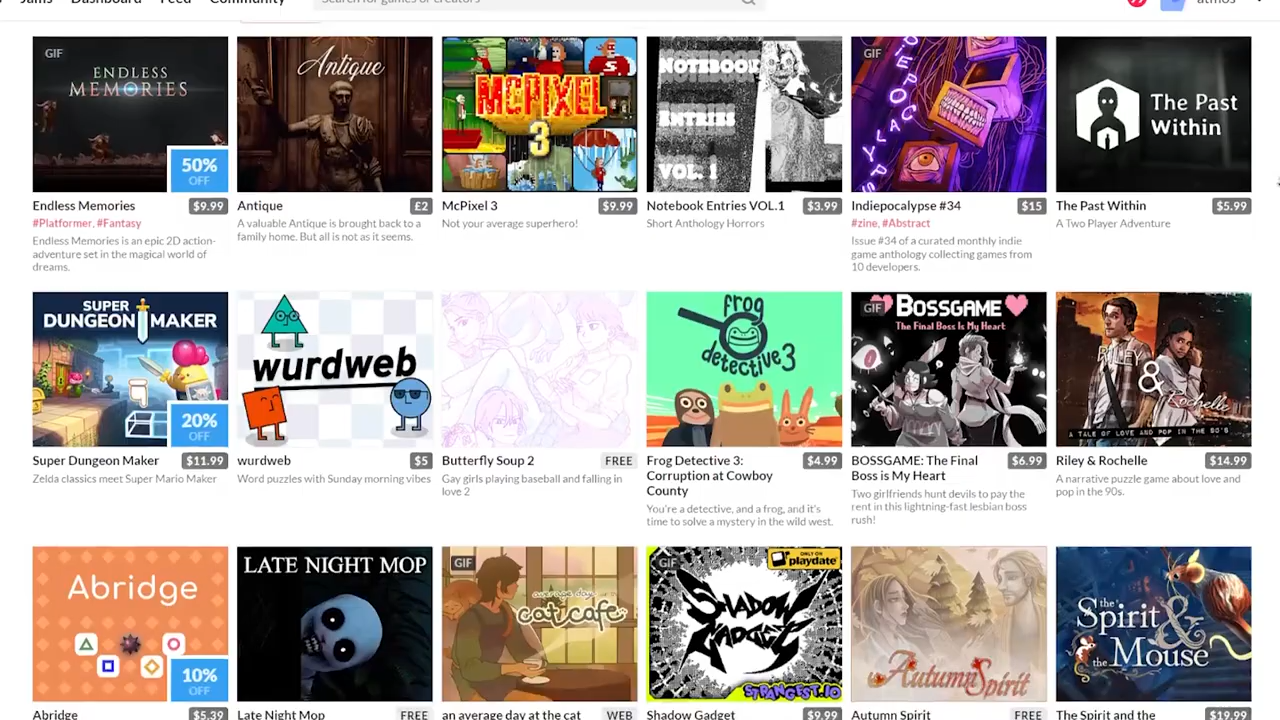 Jams Dashboard Feed Community Search for games or creators atmos
GIF
ENDLESS
MEMORIES
50%
OFF
Antique
McPIXEL
3
NOTEBOOK
ENTRIES
VOL. 1
GIF
The Past
Within
Endless Memories $9.99
#Platformer, #Fantasy
Endless Memories is an epic 2D action-
adventure set in the magical world of
dreams.
Antique £2
A valuable Antique is brought back to a
family home. But all is not as it seems.
McPixel 3 $9.99
Not your average superhero!
Notebook Entries VOL.1 $3.99
Short Anthology Horrors
Indiepocalypse #34 $15
#zine, #Abstract
Issue #34 of a curated monthly indie
game anthology collecting games from
10 developers.
The Past Within $5.99
A Two Player Adventure
SUPER
DUNGEON MAKER
20%
OFF
wurdweb
frog
detective 3
GIF
BOSSGAME
The Final Boss Is My Heart
&
Rochelle
A TALE OF LOVE AND POP IN THE 90'S
Super Dungeon Maker $11.99
Zelda classics meet Super Mario Maker
wurdweb $5
Word puzzles with Sunday morning vibes
Butterfly Soup 2 FREE
Gay girls playing baseball and falling in
love 2
Frog Detective 3: $4.99
Corruption at Cowboy
County
You're a detective, and a frog, and it's
time to solve a mystery in the wild west.
BOSSGAME: The Final $6.99
Boss is My Heart
Two girlfriends hunt devils to pay the
rent in this lightning-fast lesbian boss
rush!
Riley & Rochelle $14.99
A narrative puzzle game about love and
pop in the 90s.
Abridge
10%
OFF
LATE NIGHT MOP
GIF
average day
cat cafe
GIF
ONLY ON
playdate
SHADOW
GADGET
STRANGEST.IO
Autumn Spirit
the
Spirit &
the Mouse
Abridge $5.39
Late Night Mop FREE
an average day at the cat WEB
Shadow Gadget $9.99
Autumn Spirit FREE
The Spirit and the $19.99